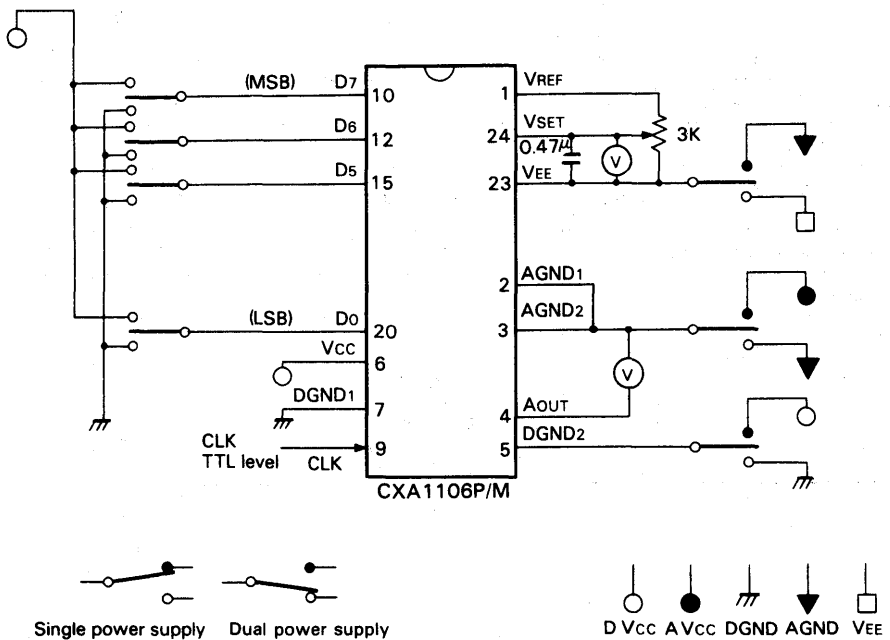 (MSB) D7 10
D6 12
D5 15
(LSB) D0 20
VCC 6
DGND1 7
CLK
TTL level CLK 9
1 VREF
24 VSET
0.47μ V 3K
23 VEE
2 AGND1
3 AGND2
V
4 AOUT
5 DGND2
CXA1106P/M
Single power supply Dual power supply
D VCC A VCC DGND AGND VEE